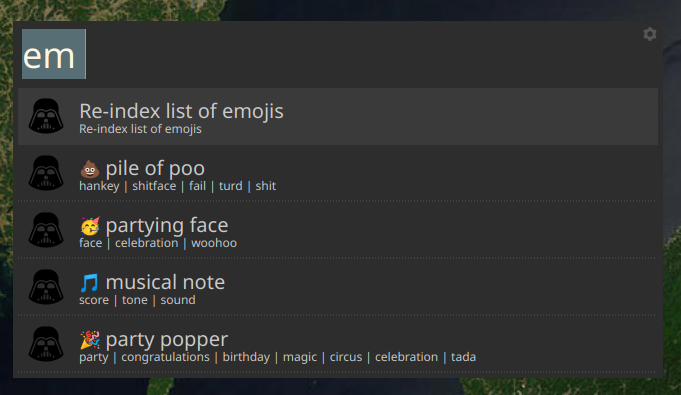 em
Re-index list of emojis
Re-index list of emojis
💩 pile of poo
hankey | shitface | fail | turd | shit
🥳 partying face
face | celebration | woohoo
🎵 musical note
score | tone | sound
🎉 party popper
party | congratulations | birthday | magic | circus | celebration | tada